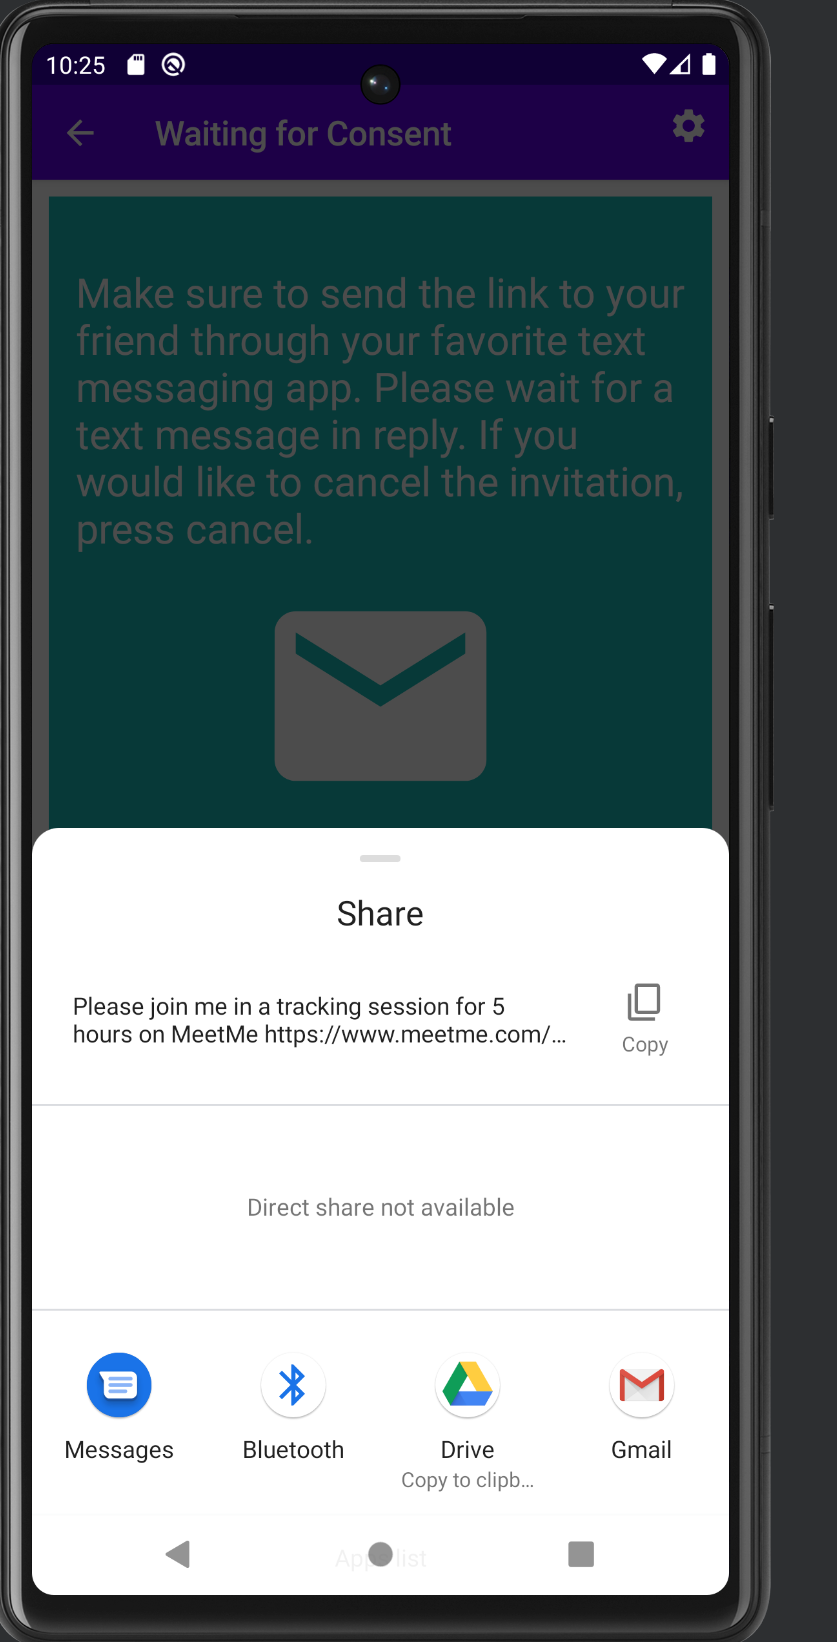 10:25
Waiting for Consent
Make sure to send the link to your
friend through your favorite text
messaging app. Please wait for a
text message in reply. If you
would like to cancel the invitation,
press cancel.
Share
Please join me in a tracking session for 5
hours on MeetMe https://www.meetme.com/…
Copy
Direct share not available
Messages
Bluetooth
Drive
Gmail
Copy to clipb…
Apps list